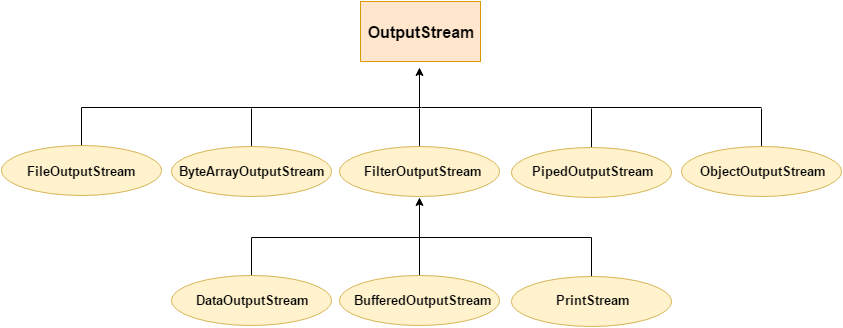 OutputStream
FileOutputStream
ByteArrayOutputStream
FilterOutputStream
PipedOutputStream
ObjectOutputStream
DataOutputStream
BufferedOutputStream
PrintStream